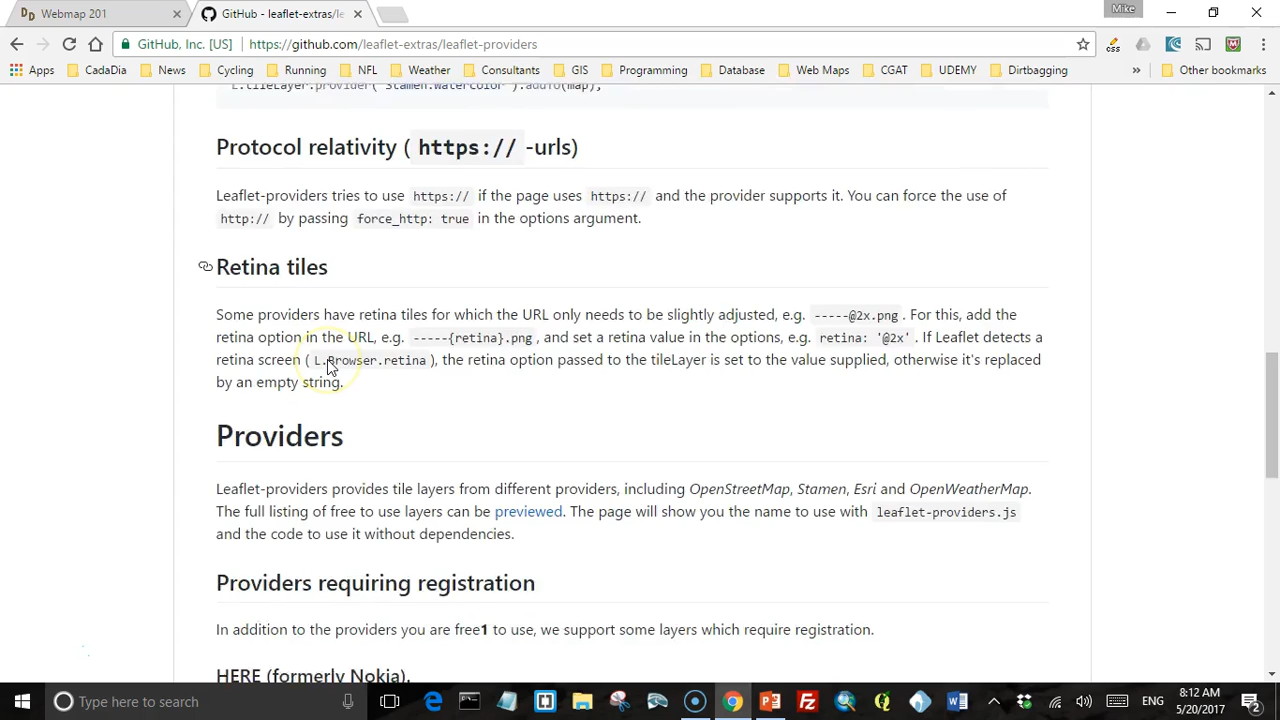 Webmap 201
GitHub - leaflet-extras/le
Mike
GitHub, Inc. [US]
https://github.com/leaflet-extras/leaflet-providers
Apps
CadaDia
News
Cycling
Running
NFL
Weather
Consultants
GIS
Programming
Database
Web Maps
CGAT
UDEMY
Dirtbagging
»
Other bookmarks
L.tileLayer.provider('Stamen.Watercolor').addTo(map);
Protocol relativity ( https:// -urls)
Leaflet-providers tries to use https:// if the page uses https:// and the provider supports it. You can force the use of
http:// by passing force_http: true in the options argument.
Retina tiles
Some providers have retina tiles for which the URL only needs to be slightly adjusted, e.g. -----@2x.png . For this, add the
retina option in the URL, e.g. -----{retina}.png , and set a retina value in the options, e.g. retina: '@2x' . If Leaflet detects a
retina screen ( L.Browser.retina ), the retina option passed to the tileLayer is set to the value supplied, otherwise it's replaced
by an empty string.
Providers
Leaflet-providers provides tile layers from different providers, including OpenStreetMap, Stamen, Esri and OpenWeatherMap.
The full listing of free to use layers can be previewed. The page will show you the name to use with leaflet-providers.js
and the code to use it without dependencies.
Providers requiring registration
In addition to the providers you are free1 to use, we support some layers which require registration.
HERE (formerly Nokia).
Type here to search
ENG
8:12 AM
5/20/2017
2